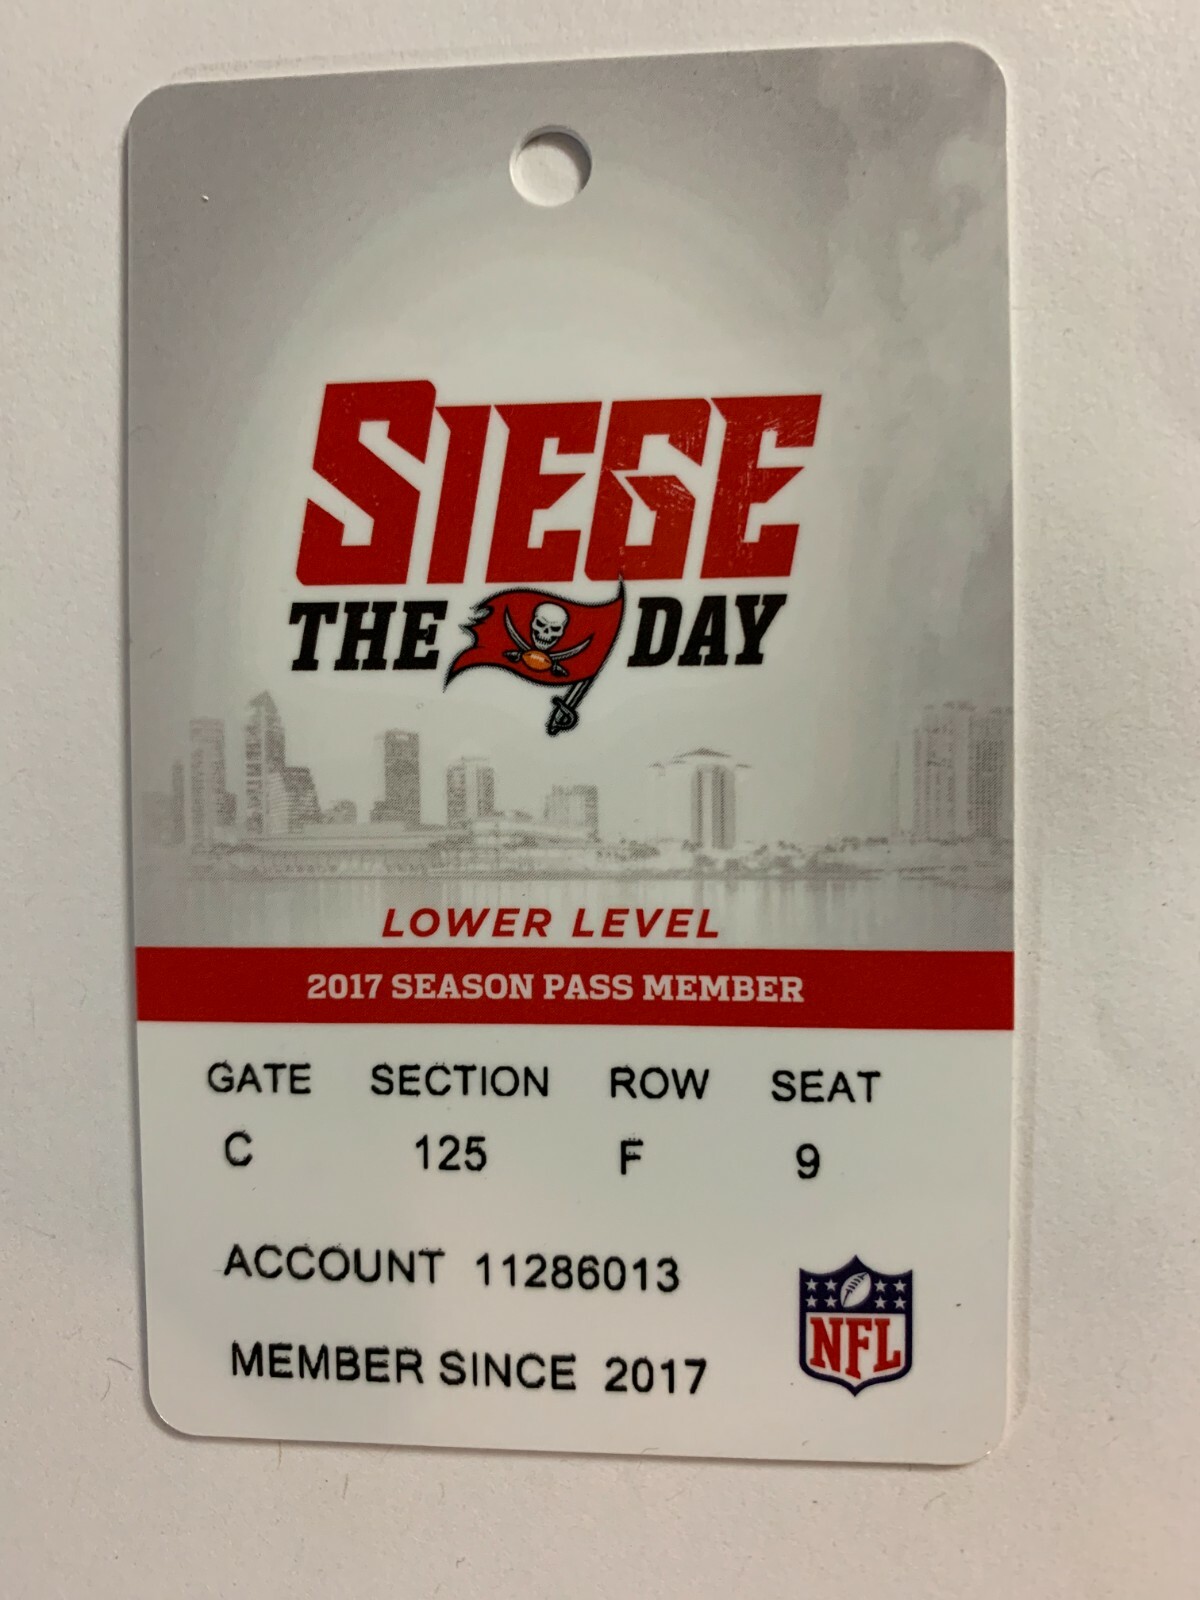 SIEGE
THE DAY
LOWER LEVEL
2017 SEASON PASS MEMBER
GATE SECTION ROW SEAT
C 125 F 9
ACCOUNT 11286013
MEMBER SINCE 2017
NFL